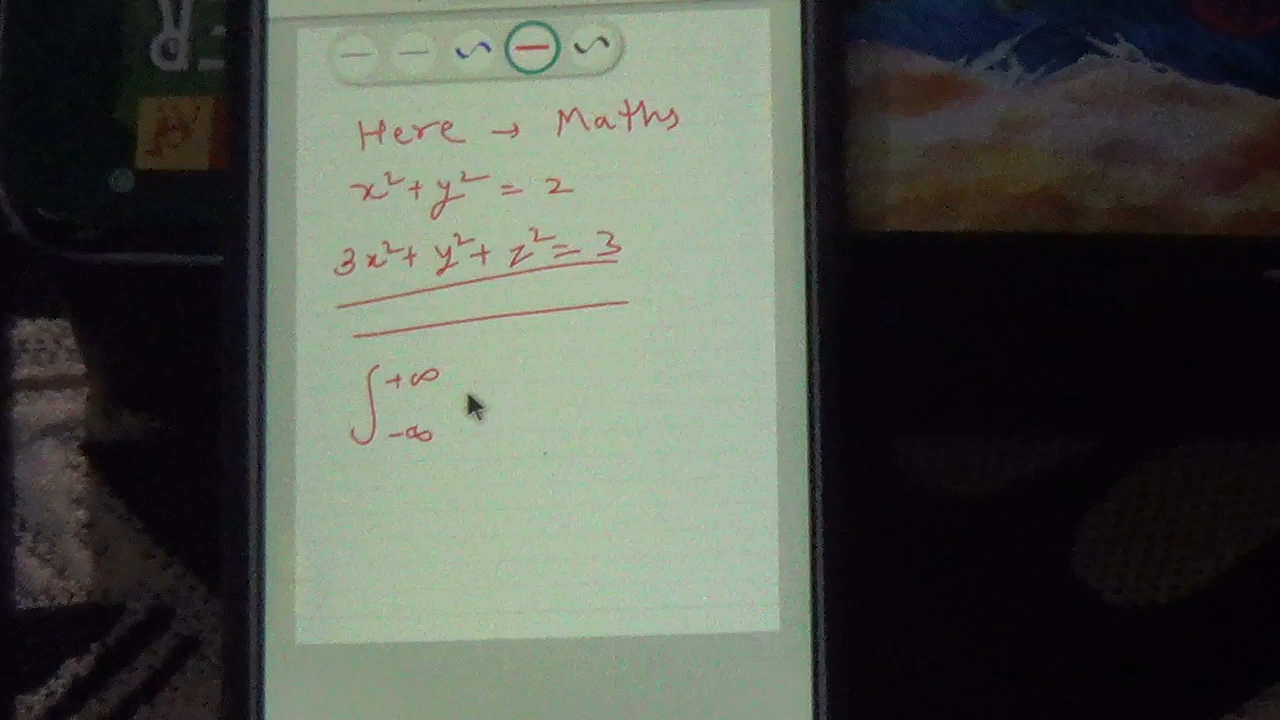 Here → Maths
x² + y² = 2
3x² + y² + z² = 3
∫₋∞⁺∞